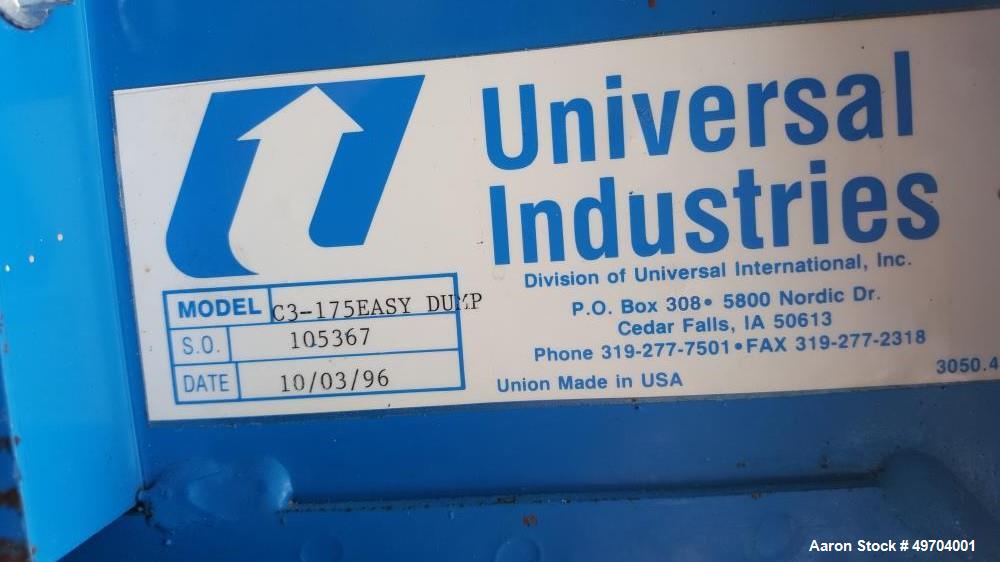 Universal
Industries
Division of Universal International, Inc.
P.O. Box 308• 5800 Nordic Dr.
Cedar Falls, IA 50613
Phone 319-277-7501•FAX 319-277-2318
Union Made in USA
3050.4
MODEL C3-175EASY DUMP
S.O. 105367
DATE 10/03/96
Aaron Stock # 49704001